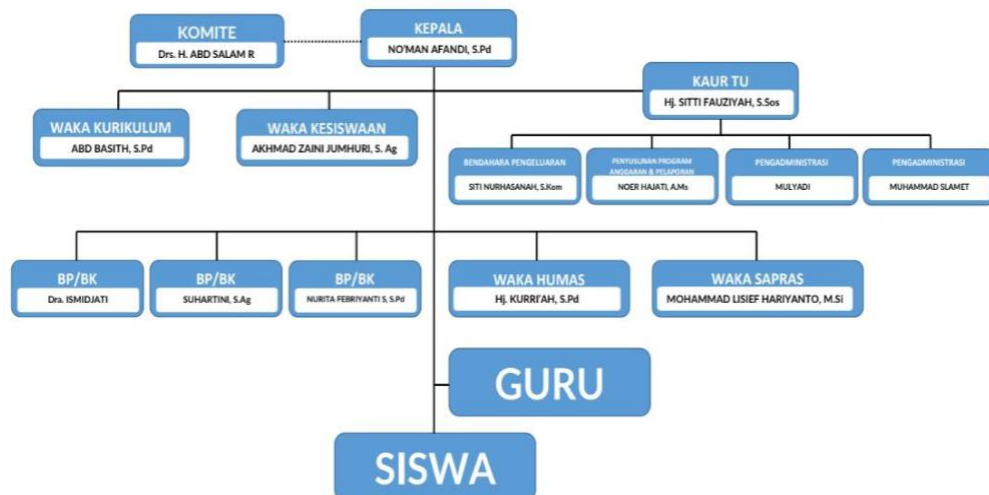 KOMITE
Drs. H. ABD SALAM R
KEPALA
NO'MAN AFANDI, S.Pd
KAUR TU
Hj. SITTI FAUZIYAH, S.Sos
WAKA KURIKULUM
ABD BASITH, S.Pd
WAKA KESISWAAN
AKHMAD ZAINI JUMHURI, S. Ag
BENDAHARA PENGELUARAN
SITI NURHASANAH, S.Kom
PENYUSUNAN PROGRAM
ANGGARAN & PELAPORAN
NOER HAJATI, A.Ms
PENGADMINISTRASI
MULYADI
PENGADMINISTRASI
MUHAMMAD SLAMET
BP/BK
Dra. ISMIDJATI
BP/BK
SUHARTINI, S.Ag
BP/BK
NURITA FEBRIYANTI S, S.Pd
WAKA HUMAS
Hj. KURRI'AH, S.Pd
WAKA SAPRAS
MOHAMMAD LISIEF HARIYANTO, M.Si
GURU
SISWA